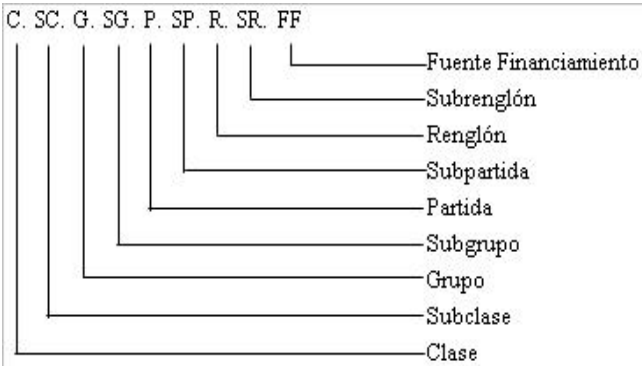 C. SC. G. SG. P. SP. R. SR. FF
Fuente Financiamiento
Subrenglón
Renglón
Subpartida
Partida
Subgrupo
Grupo
Subclase
Clase